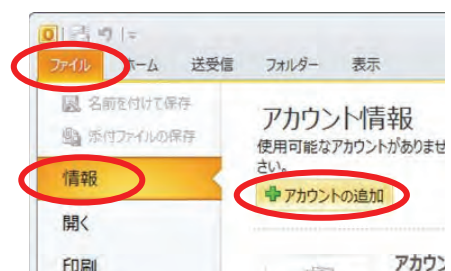 ファイル ホーム 送受信 フォルダー 表示
名前を付けて保存
添付ファイルの保存
情報
開く
印刷
アカウント情報
使用可能なアカウントがありませ
さい。
アカウントの追加
アカウン